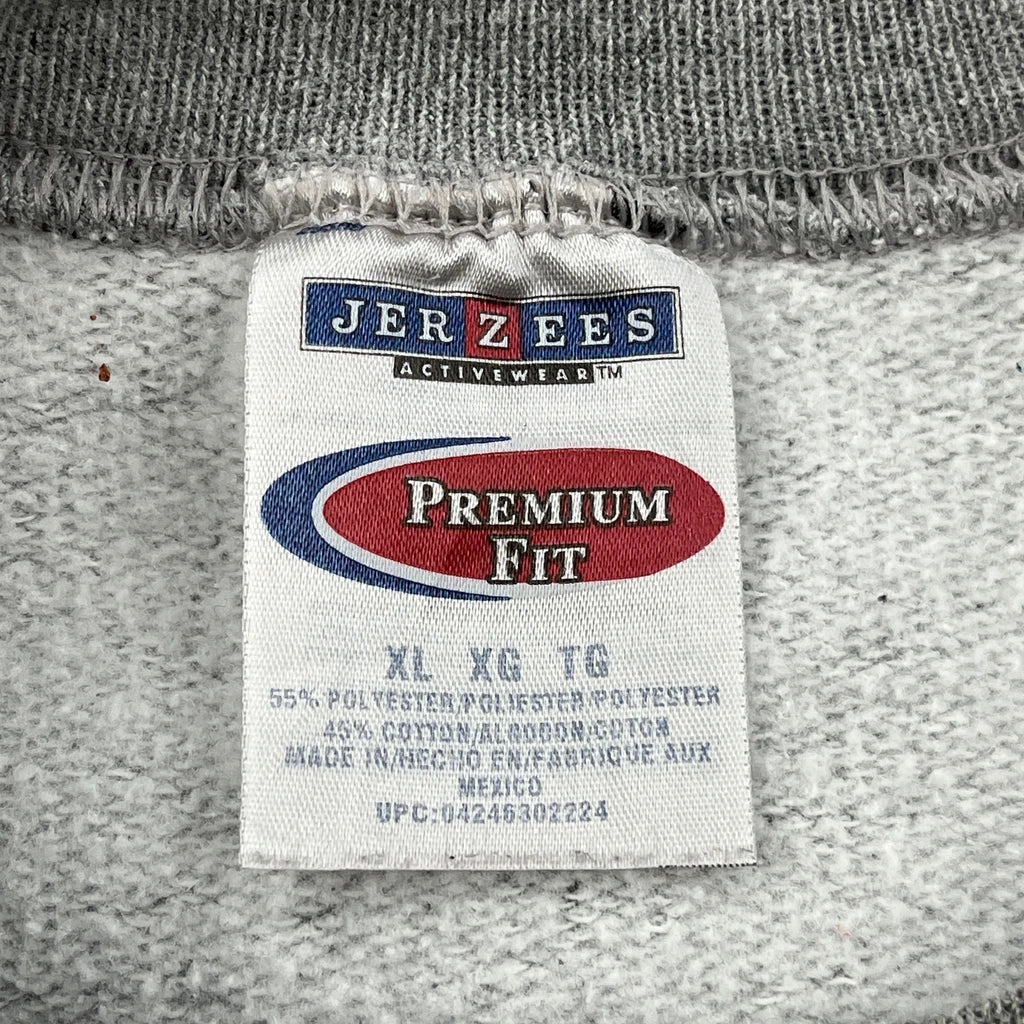 JERZEES
ACTIVEWEAR™
PREMIUM
FIT
XL XG TG
55% POLYESTER/POLIESTER/POLYESTER
45% COTTON/ALGODON/COTON
MADE IN/HECHO EN/FABRIQUE AUX
MEXICO
UPC:04246302224